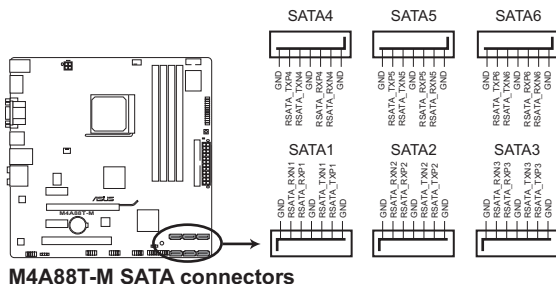 SATA4 SATA5 SATA6
GND RSATA_TXP4 RSATA_TXN4 GND RSATA_RXP4 RSATA_RXN4 GND
GND RSATA_TXP5 RSATA_TXN5 GND RSATA_RXP5 RSATA_RXN5 GND
GND RSATA_TXP6 RSATA_TXN6 GND RSATA_RXP6 RSATA_RXN6 GND
SATA1 SATA2 SATA3
GND RSATA_RXN1 RSATA_RXP1 GND RSATA_TXN1 RSATA_TXP1 GND
GND RSATA_RXN2 RSATA_RXP2 GND RSATA_TXN2 RSATA_TXP2 GND
GND RSATA_RXN3 RSATA_RXP3 GND RSATA_TXN3 RSATA_TXP3 GND
ASUS
M4A88T-M
M4A88T-M SATA connectors